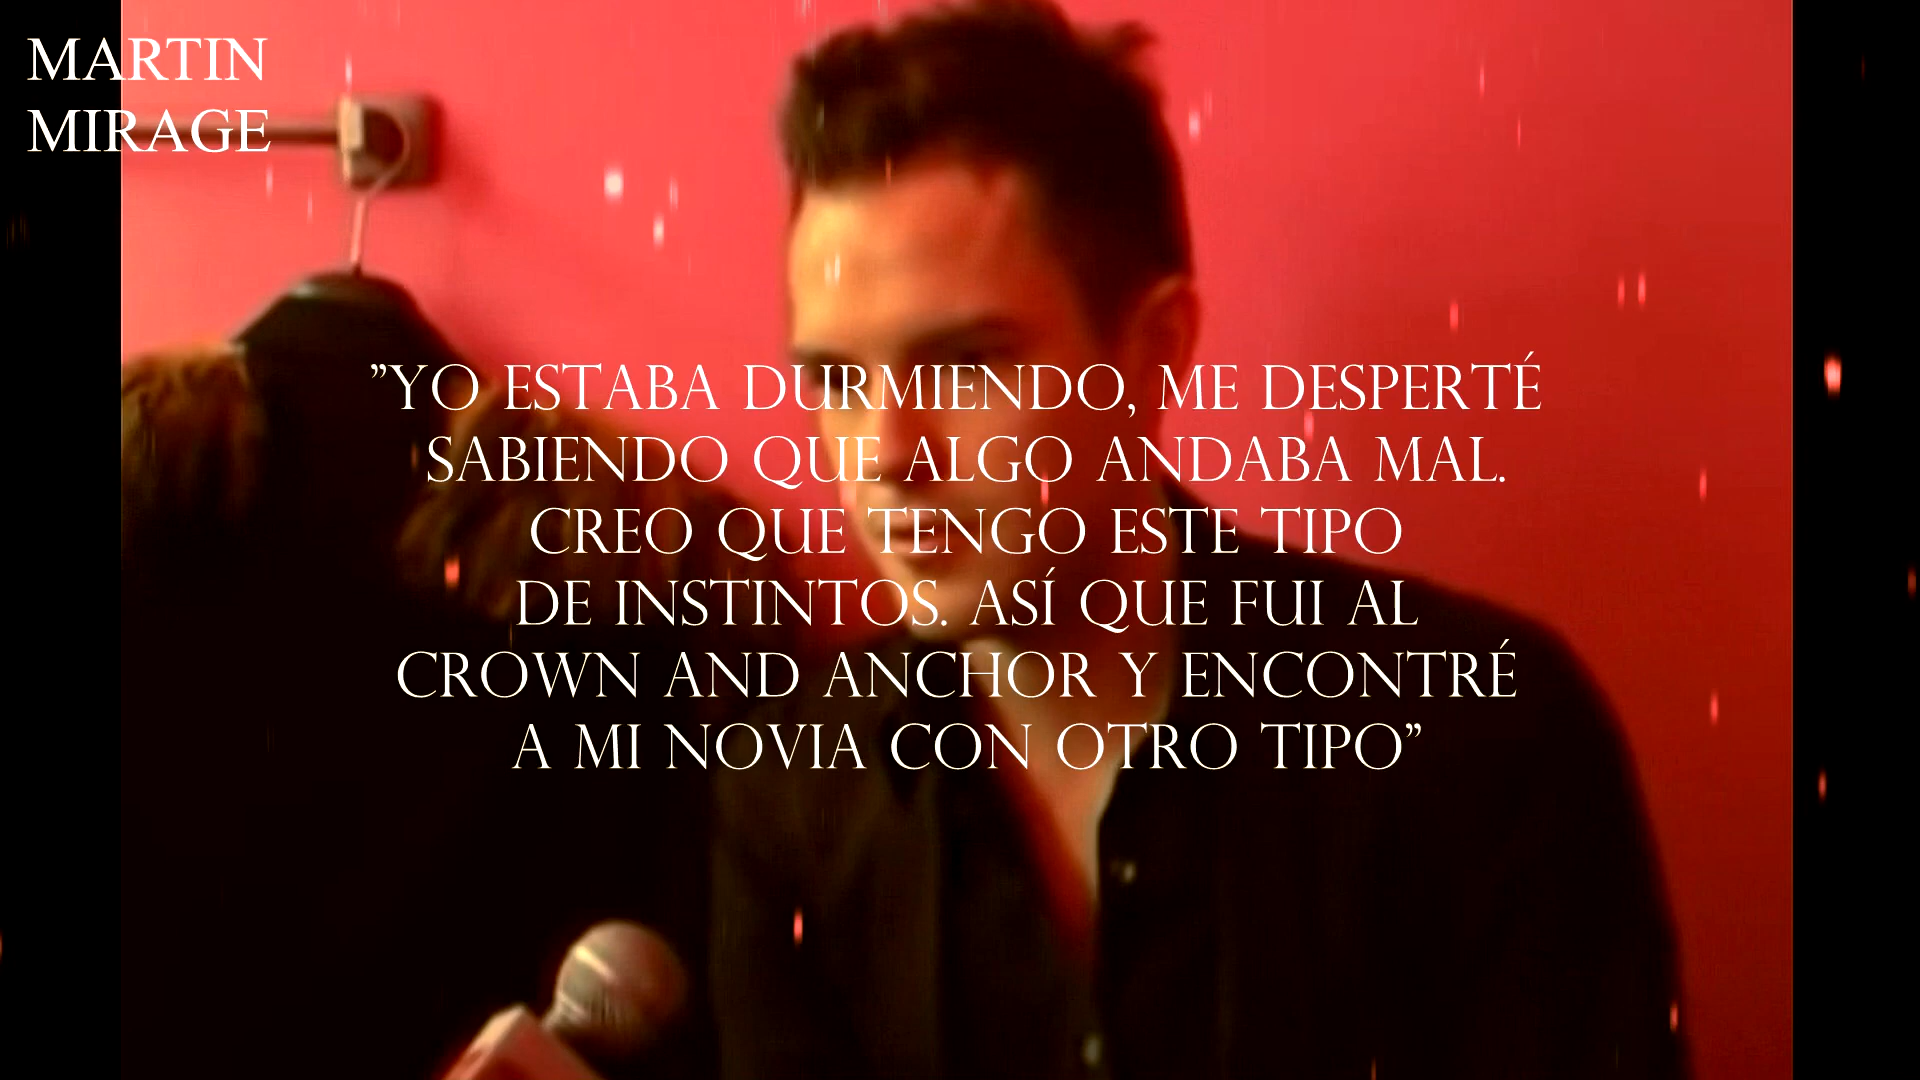 MARTIN
MIRAGE
"YO ESTABA DURMIENDO, ME DESPERTÉ
SABIENDO QUE ALGO ANDABA MAL.
CREO QUE TENGO ESTE TIPO
DE INSTINTOS. ASÍ QUE FUI AL
CROWN AND ANCHOR Y ENCONTRÉ
A MI NOVIA CON OTRO TIPO"